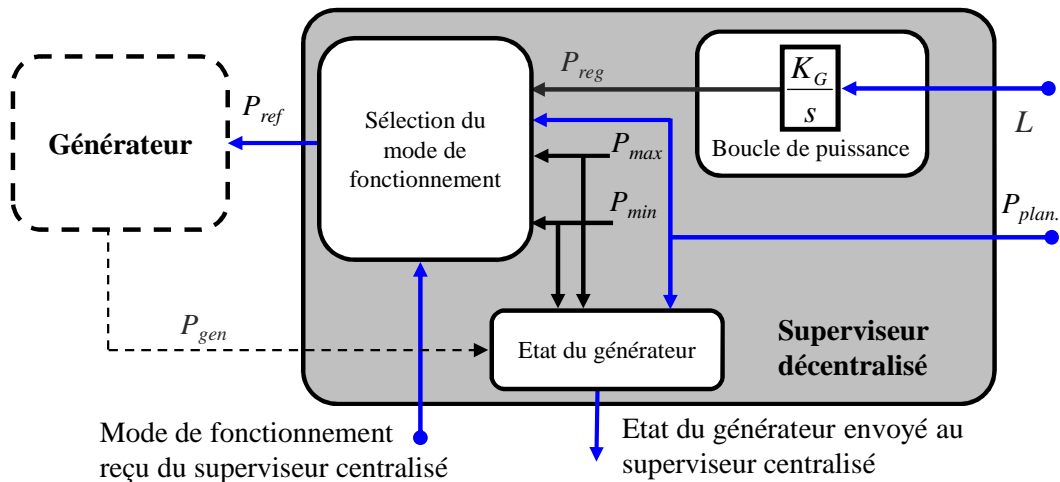 P_reg
K_G
s
L
P_ref
Générateur
Sélection du
mode de
fonctionnement
Boucle de puissance
P_max
P_min
P_plan.
P_gen
Etat du générateur
Superviseur
décentralisé
Mode de fonctionnement
reçu du superviseur centralisé
Etat du générateur envoyé au
superviseur centralisé